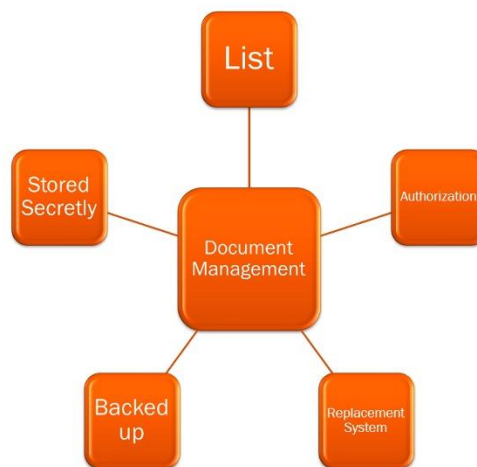 List
Stored
Secretly
Authorization
Document
Management
Backed
up
Replacement
System